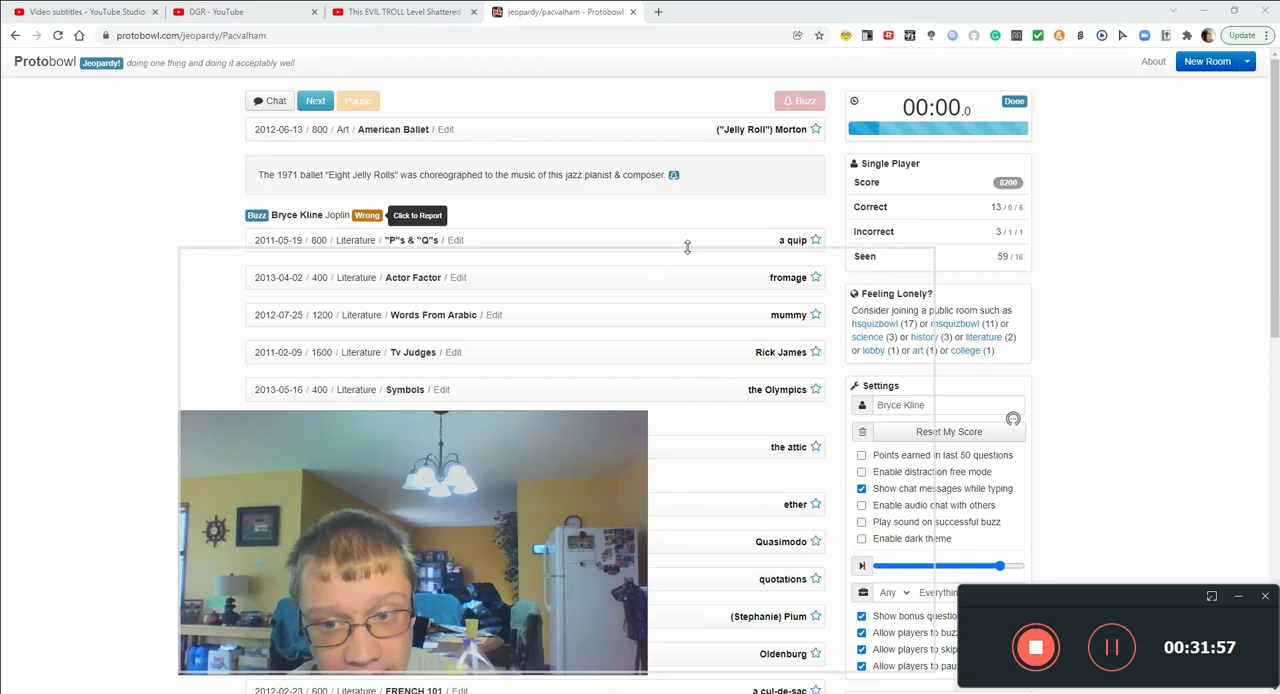 Video subtitles - YouTube Studio
DGR - YouTube
This EVIL TROLL Level Shattered
jeopardy/pacvalham - Protobowl
protobowl.com/jeopardy/Pacvalham
Update
Protobowl Jeopardy! doing one thing and doing it acceptably well
About
New Room
Chat
Next
Pause
Buzz
2012-06-13 / 800 / Art / American Ballet / Edit
("Jelly Roll") Morton
The 1971 ballet "Eight Jelly Rolls" was choreographed to the music of this jazz pianist & composer.
Buzz Bryce Kline Joplin Wrong Click to Report
2011-05-19 / 800 / Literature / "P"s & "Q"s / Edit
a quip
2013-04-02 / 400 / Literature / Actor Factor / Edit
fromage
2012-07-25 / 1200 / Literature / Words From Arabic / Edit
mummy
2011-02-09 / 1600 / Literature / Tv Judges / Edit
Rick James
2013-05-16 / 400 / Literature / Symbols / Edit
the Olympics
the attic
ether
Quasimodo
quotations
(Stephanie) Plum
Oldenburg
2012-02-23 / 600 / Literature / FRENCH 101 / Edit
a cul-de-sac
00:00.0
Done
Single Player
Score 8200
Correct 13 / 0 / 6
Incorrect 3 / 1 / 1
Seen 59 / 16
Feeling Lonely?
Consider joining a public room such as
hsquizbowl (17) or msquizbowl (11) or
science (3) or history (3) or literature (2)
or lobby (1) or art (1) or college (1)
Settings
Bryce Kline
Reset My Score
Points earned in last 50 questions
Enable distraction free mode
Show chat messages while typing
Enable audio chat with others
Play sound on successful buzz
Enable dark theme
Any Everythin
Show bonus questio
Allow players to buz
Allow players to skip
Allow players to pau
00:31:57